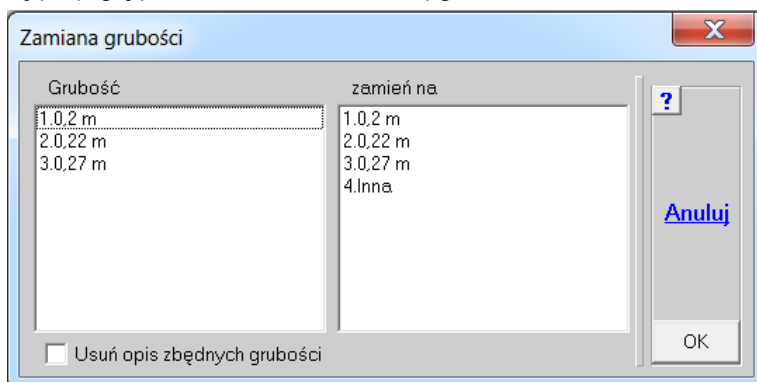 Zamiana grubości
X
Grubość
zamień na
1.0,2 m
2.0,22 m
3.0,27 m
1.0,2 m
2.0,22 m
3.0,27 m
4.Inna
?
Anuluj
OK
Usuń opis zbędnych grubości